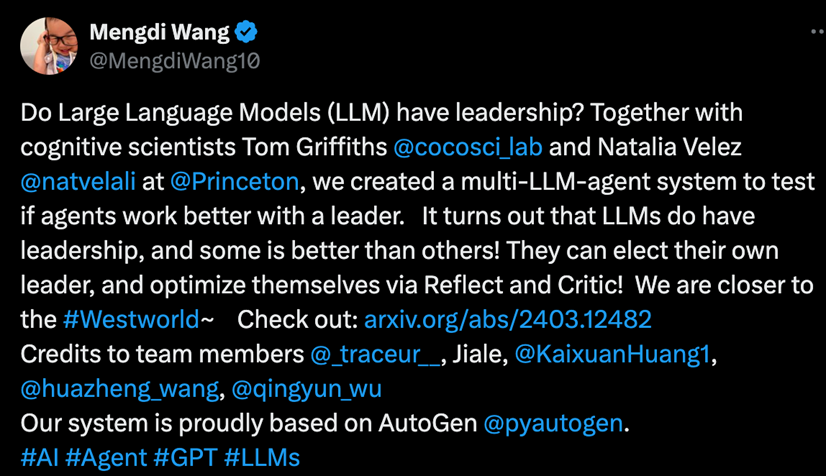 Mengdi Wang
@MengdiWang10
Do Large Language Models (LLM) have leadership? Together with
cognitive scientists Tom Griffiths @cocosci_lab and Natalia Velez
@natvelali at @Princeton, we created a multi-LLM-agent system to test
if agents work better with a leader.   It turns out that LLMs do have
leadership, and some is better than others! They can elect their own
leader, and optimize themselves via Reflect and Critic!  We are closer to
the #Westworld~    Check out: arxiv.org/abs/2403.12482
Credits to team members @_traceur__, Jiale, @KaixuanHuang1,
@huazheng_wang, @qingyun_wu
Our system is proudly based on AutoGen @pyautogen.
#AI #Agent #GPT #LLMs